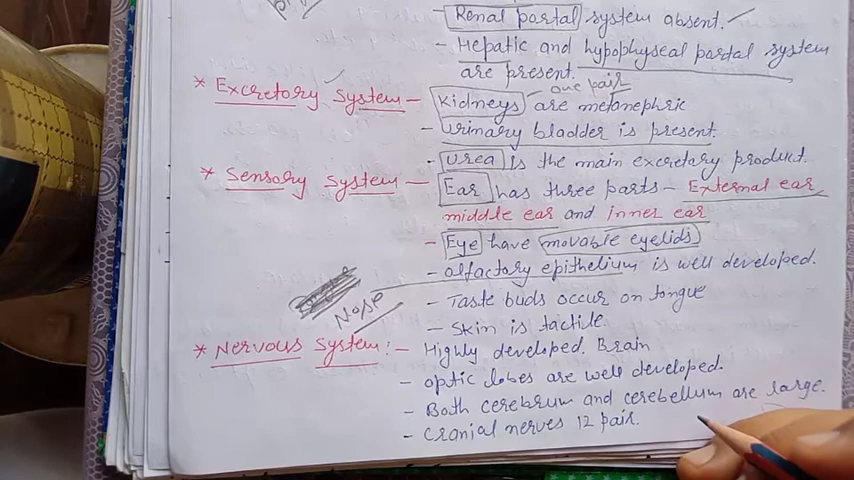 - Renal portal system absent.
- Hepatic and hypophyseal portal system
are present.
* Excretory system - kidneys - one pair are metanephric
- urinary bladder is present.
- urea is the main excretory product.
* Sensory system - Ear has three parts - External ear,
middle ear and inner ear
- Eye have movable eyelids
- olfactory epithelium is well developed.
Nose
- Taste buds occur on tongue
- Skin is tactile.
* Nervous system :- Highly developed Brain
- optic lobes are well developed.
- Both cerebrum and cerebellum are large.
- Cranial nerves 12 pair.